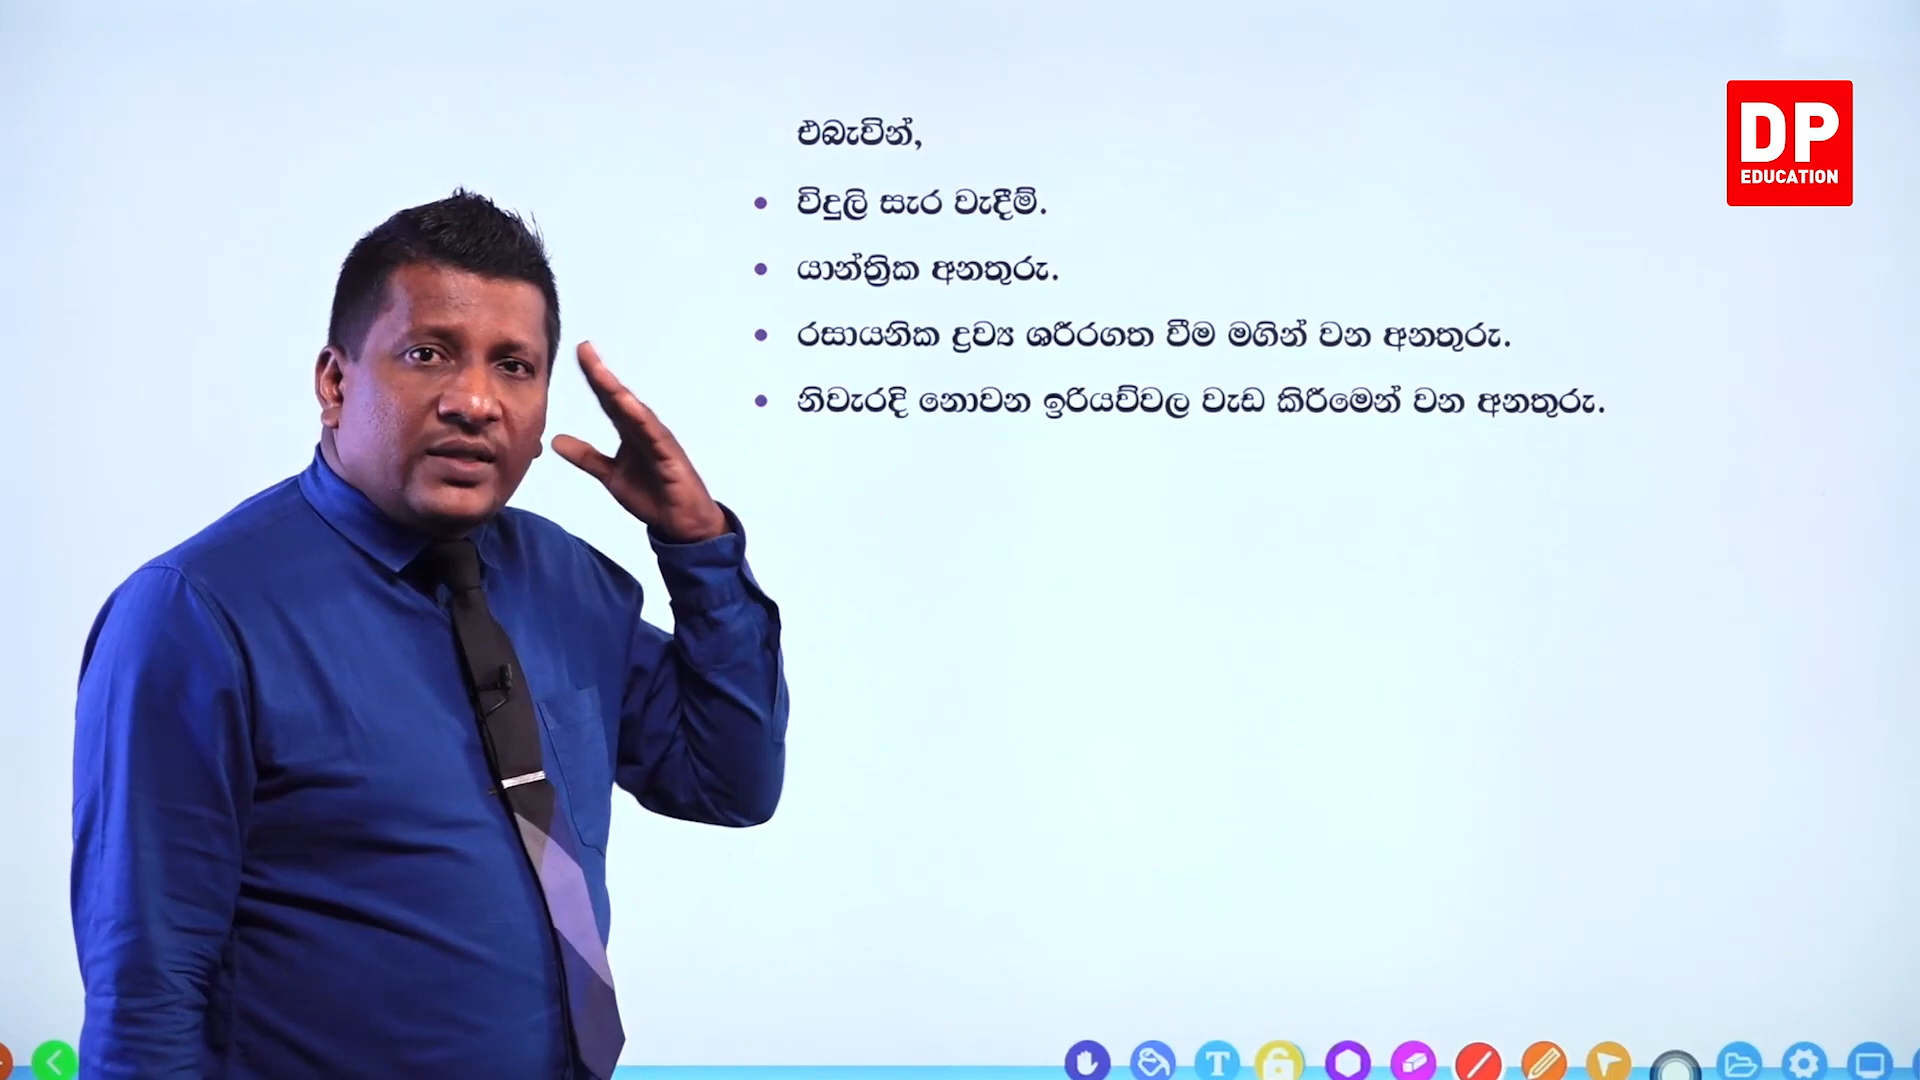 DP
EDUCATION
එබැවින්,
• විදුලි සැර වැදීම්.
• යාන්ත්‍රික අනතුරු.
• රසායනික ද්‍රව්‍ය ශරීරගත වීම මගින් වන අනතුරු.
• නිවැරදි නොවන ඉරියව්වල වැඩ කිරීමෙන් වන අනතුරු.
T